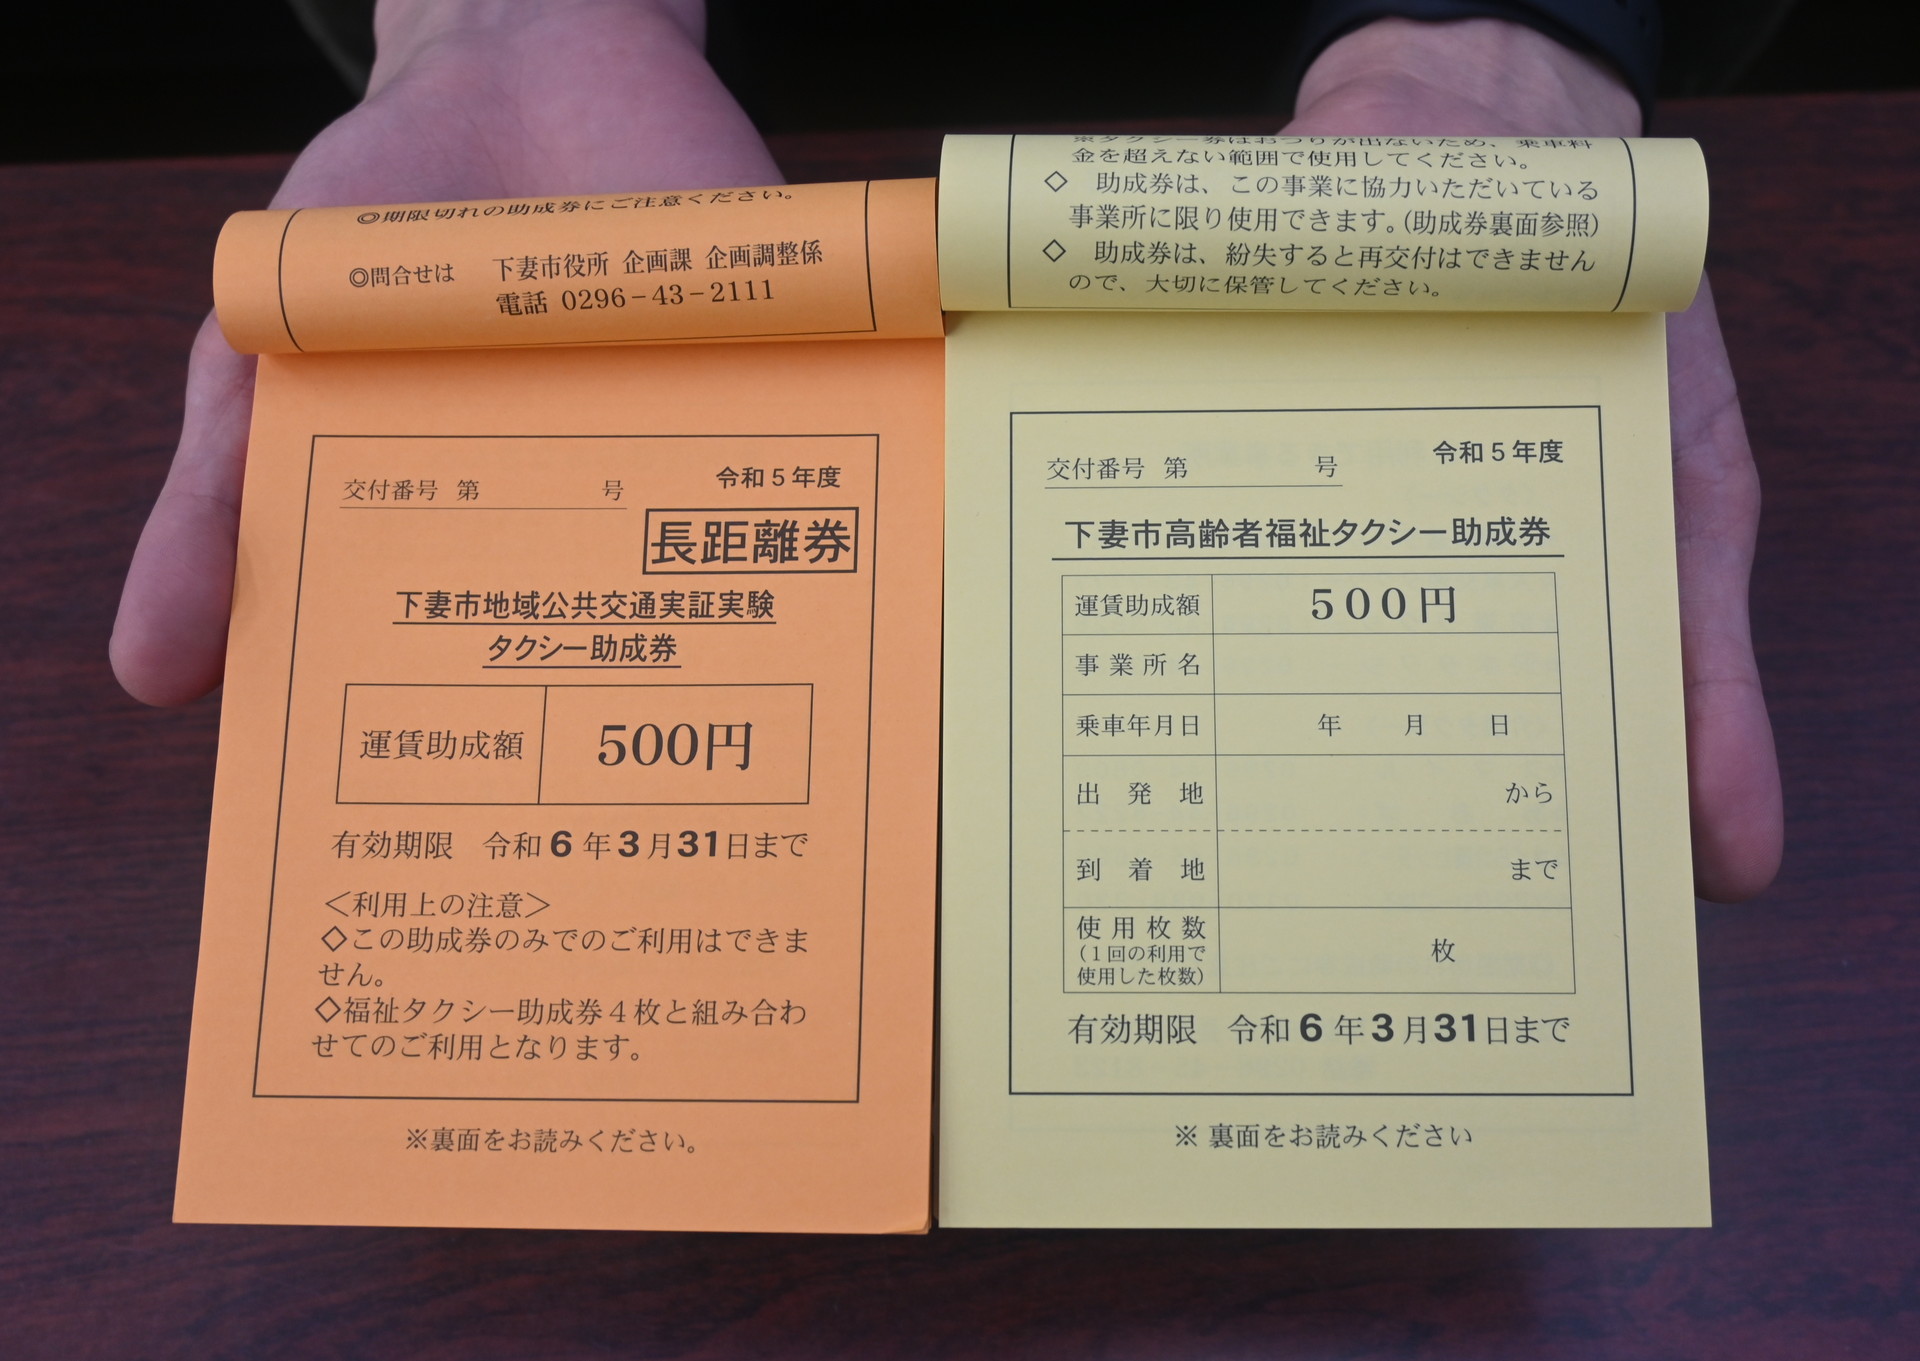 ◎期限切れの助成券にご注意ください。
◎問合せは 下妻市役所 企画課 企画調整係
電話 0296−43−2111
交付番号 第 号
令和5年度
長距離券
下妻市地域公共交通実証実験
タクシー助成券
運賃助成額 500円
有効期限 令和6年3月31日まで
＜利用上の注意＞
◇この助成券のみでのご利用はできま
せん。
◇福祉タクシー助成券4枚と組み合わ
せてのご利用となります。
※裏面をお読みください。
※タクシー券はおつりが出ないため、乗車料
金を超えない範囲で使用してください。
◇ 助成券は、この事業に協力いただいている
事業所に限り使用できます。(助成券裏面参照)
◇ 助成券は、紛失すると再交付はできません
ので、大切に保管してください。
交付番号 第 号
令和5年度
下妻市高齢者福祉タクシー助成券
運賃助成額 500円
事業所名
乗車年月日 年 月 日
出発地 から
到着地 まで
使用枚数 枚
(1回の利用で
使用した枚数)
有効期限 令和6年3月31日まで
※ 裏面をお読みください